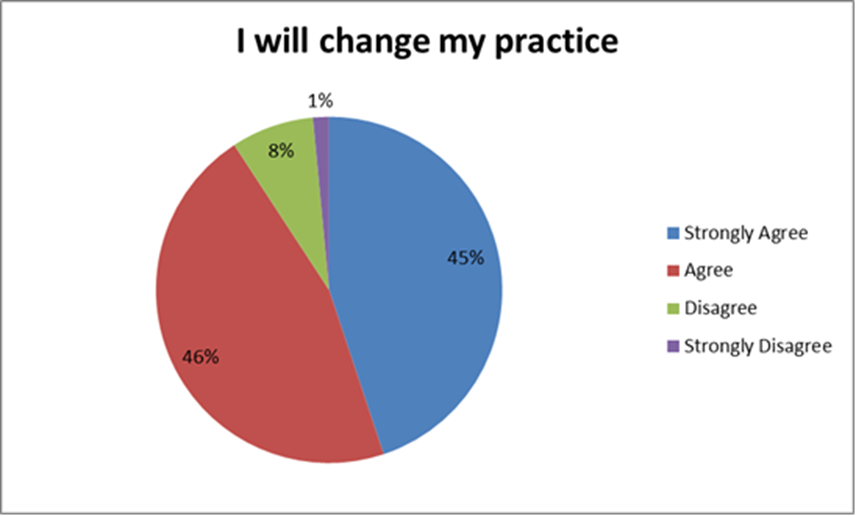 I will change my practice
1%
8%
45%
46%
Strongly Agree
Agree
Disagree
Strongly Disagree